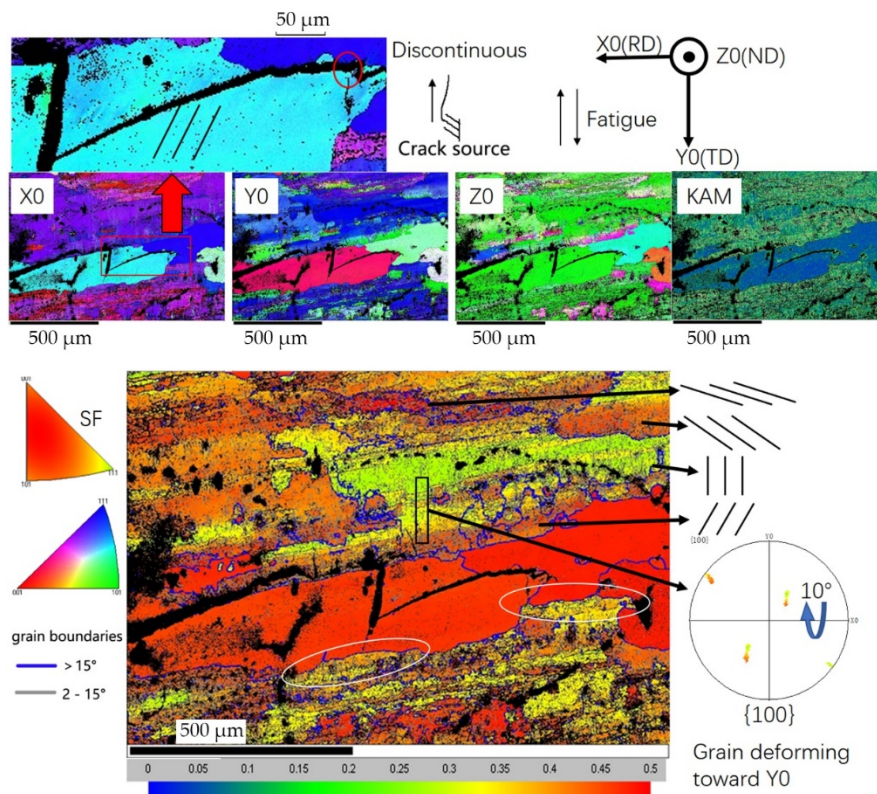 50 μm
Discontinuous
Crack source
Fatigue
X0(RD)
Z0(ND)
Y0(TD)
X0
Y0
Z0
KAM
500 μm
500 μm
500 μm
500 μm
001
SF
101
111
111
001
101
grain boundaries
> 15°
2 - 15°
500 μm
0 0.05 0.1 0.15 0.2 0.25 0.3 0.35 0.4 0.45 0.5
{100}
Y0
10°
X0
{100}
Grain deforming
toward Y0